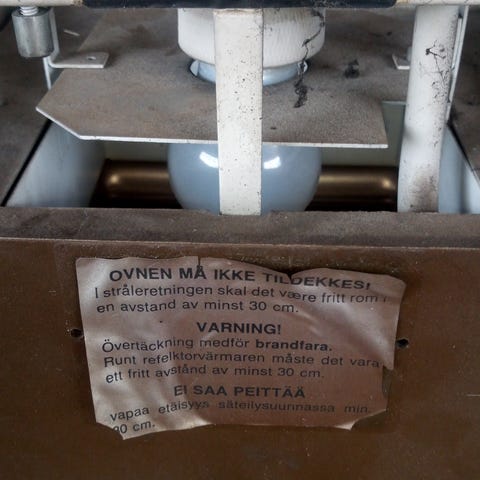 OVNEN MÅ IKKE TILDEKKES!
I stråleretningen skal det være fritt rom i
en avstand av minst 30 cm.
VARNING!
Övertäckning medför brandfara.
Runt refelktorvärmaren måste det vara
ett fritt avstånd av minst 30 cm.
EI SAA PEITTÄÄ
vapaa etäisyys säteilysuunnassa min.
30 cm.